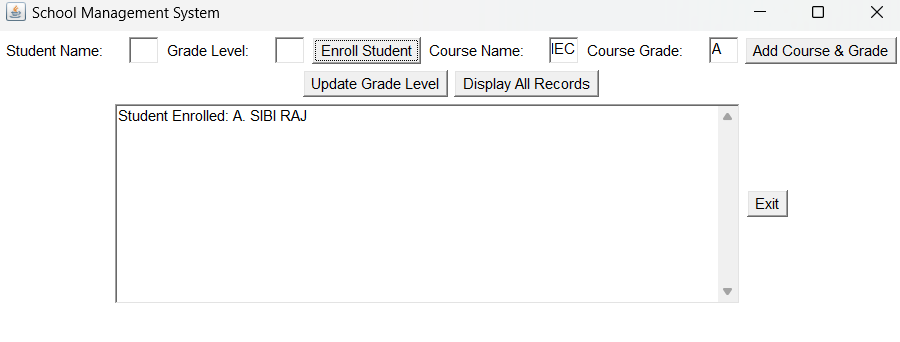 School Management System
Student Name: Grade Level: Enroll Student Course Name: IEC Course Grade: A Add Course & Grade
Update Grade Level Display All Records
Student Enrolled: A. SIBI RAJ
Exit